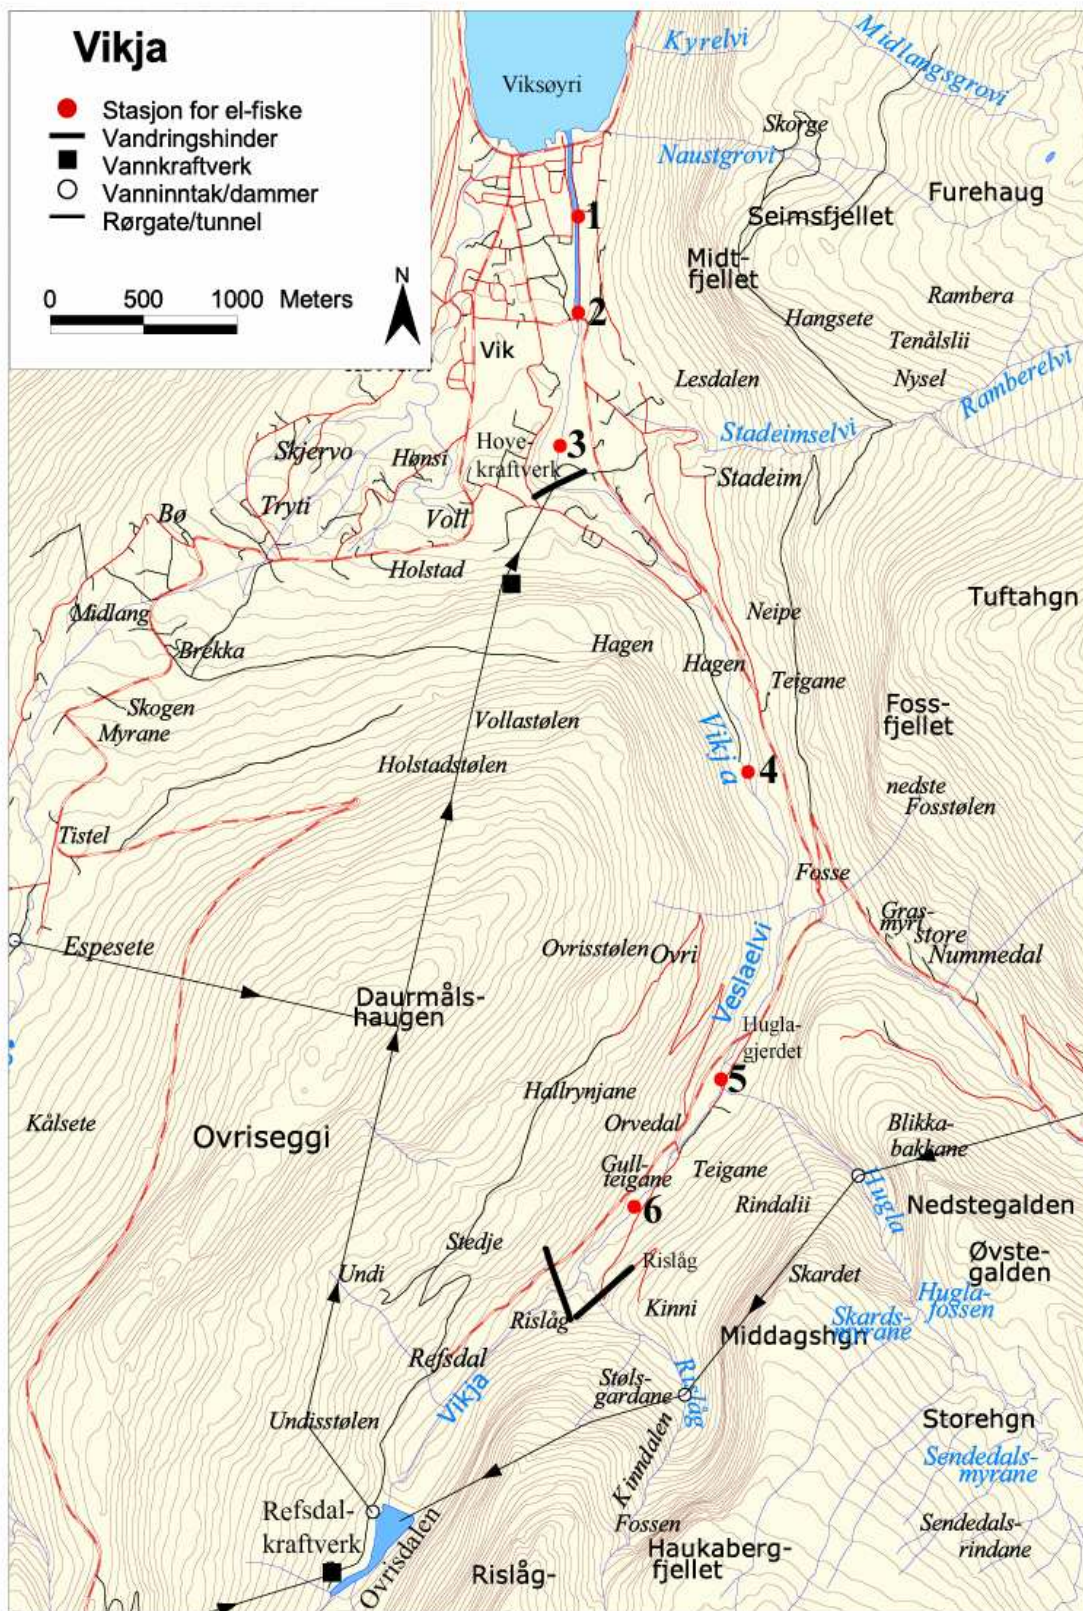 Vikja
Stasjon for el-fiske
Vandringshinder
Vannkraftverk
Vanninntak/dammer
Rørgate/tunnel
0 500 1000 Meters
N
Viksøyri
Kyrelvi
Midlangsgrovi
Skorge
Naustgrovi
Furehaug
Seimsfjellet
1
Midt-
fjellet
Rambera
Hangsete
2
Tenålslii
Vik
Nysel
Lesdalen
Ramberelvi
Stadeimselvi
3
Hove-
kraftverk
Skjervo
Hønsi
Stadeim
Tryti
Bø
Voll
Holstad
Tuftahgn
Midlang
Neipe
Brekka
Hagen
Hagen
Teigane
Skogen
Foss-
fjellet
Myrane
Vollastølen
Vikja
Holstadstølen
4
nedste
Fosstølen
Tistel
Fosse
Gras-
myri
store
Nummedal
Espesete
Ovrisstølen
Ovri
Veslaelvi
Daurmåls-
haugen
Hugla-
gjerdet
5
Hallrynjane
Kålsete
Orvedal
Blikka-
bakkane
Ovriseggi
Gull-
teigane
Teigane
Hugla
Rindalii
Nedstegalden
6
Stedje
Øvste-
galden
Rislåg
Undi
Skardet
Hugla-
fossen
Kinni
Skards-
myrane
Rislåg
Middagshgn
Refsdal
Vikja
Støls-
gardane
Rislåg
Undisstølen
Storehgn
Kinndalen
Sendedals-
myrane
Refsdal-
kraftverk
Ovrisdalen
Fossen
Sendedals-
rindane
Haukaberg-
fjellet
Rislåg-